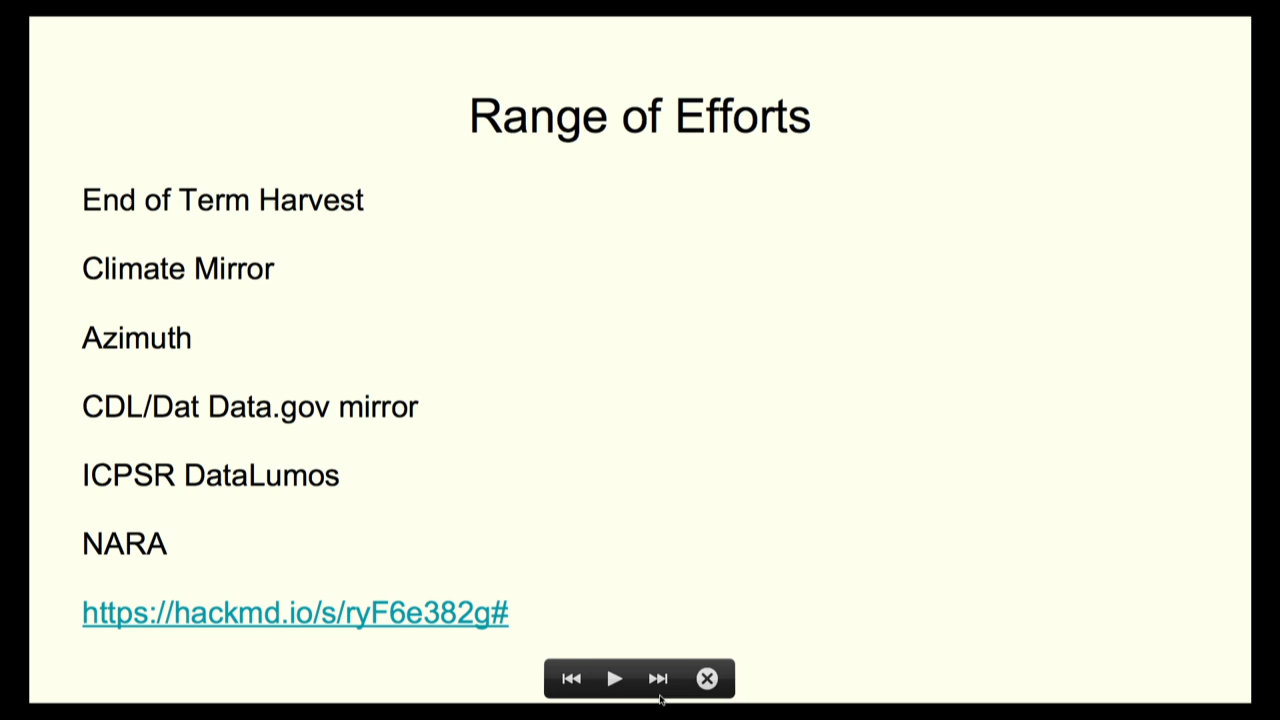 Range of Efforts
End of Term Harvest
Climate Mirror
Azimuth
CDL/Dat Data.gov mirror
ICPSR DataLumos
NARA
https://hackmd.io/s/ryF6e382g#